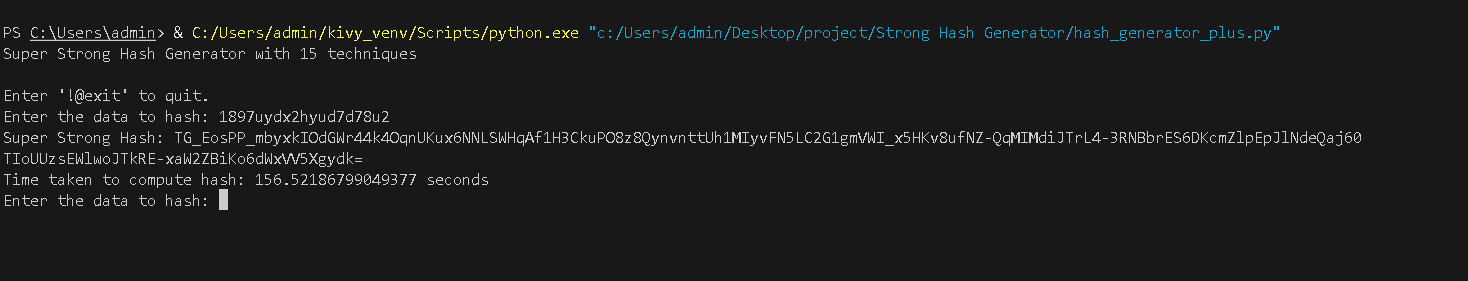 PS C:\Users\admin> & C:/Users/admin/kivy_venv/Scripts/python.exe "c:/Users/admin/Desktop/project/Strong Hash Generator/hash_generator_plus.py"
Super Strong Hash Generator with 15 techniques
Enter '!@exit' to quit.
Enter the data to hash: 1897uydx2hyud7d78u2
Super Strong Hash: TG_EosPP_mbyxkIOdGWr44k4OqnUKux6NNLSWHqAf1H3CkuPO8z8QynvnttUh1MIyvFN5LC2G1gmVWI_x5HKv8ufNZ-QqMIMdiJTrL4-3RNBbrES6DKcmZlpEpJlNdeQaj60
TIoUUzsEWlwoJTkRE-xaW2ZBiKo6dWxVV5Xgydk=
Time taken to compute hash: 156.52186799049377 seconds
Enter the data to hash: